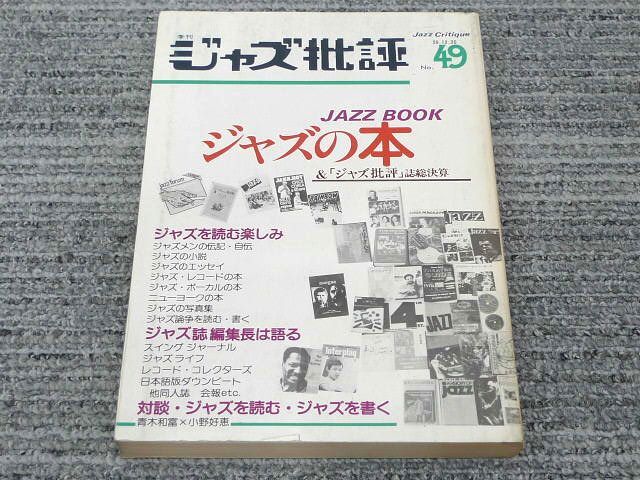 季刊
ジャズ批評
Jazz Critique
No. 49
JAZZ BOOK
ジャズの本
&「ジャズ批評」誌総決算
ジャズを読む楽しみ
ジャズメンの伝記・自伝
ジャズの小説
ジャズのエッセイ
ジャズ・レコードの本
ジャズ・ボーカルの本
ニューヨークの本
ジャズの写真集
ジャズ論争を読む・書く
ジャズ誌 編集長は語る
スイング ジャーナル
ジャズ ライフ
レコード・コレクターズ
日本語版ダウンビート
他同人誌 会報etc.
対談・ジャズを読む・ジャズを書く
青木和富×小野好恵
jazz forum
Jazz
Interplay